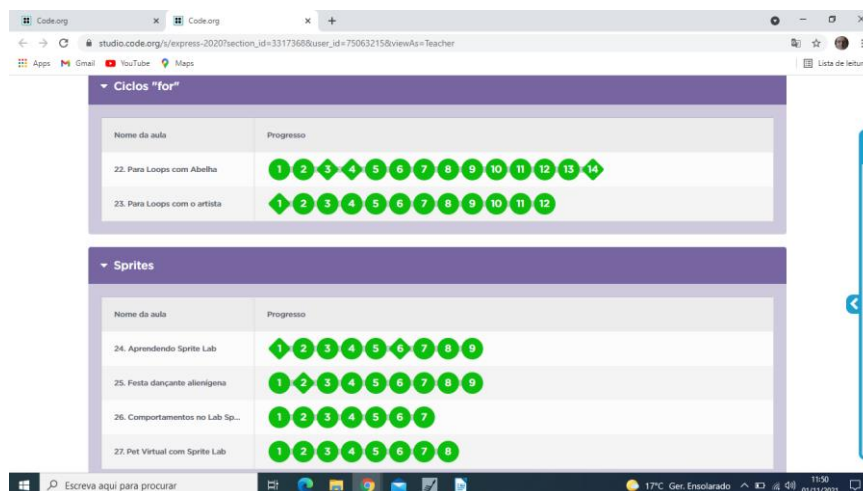 Code.org
Code.org
studio.code.org/s/express-2020?section_id=3317368&user_id=75063215&viewAs=Teacher
Apps Gmail YouTube Maps Lista de leitur
Ciclos "for"
Nome da aula Progresso
22. Para Loops com Abelha 1 2 3 4 5 6 7 8 9 10 11 12 13 14
23. Para Loops com o artista 1 2 3 4 5 6 7 8 9 10 11 12
Sprites
Nome da aula Progresso
24. Aprendendo Sprite Lab 1 2 3 4 5 6 7 8 9
25. Festa dançante alienígena 1 2 3 4 5 6 7 8 9
26. Comportamentos no Lab Sp... 1 2 3 4 5 6 7
27. Pet Virtual com Sprite Lab 1 2 3 4 5 6 7 8
Escreva aqui para procurar 17°C Ger. Ensolarado 11:50
01/11/2021